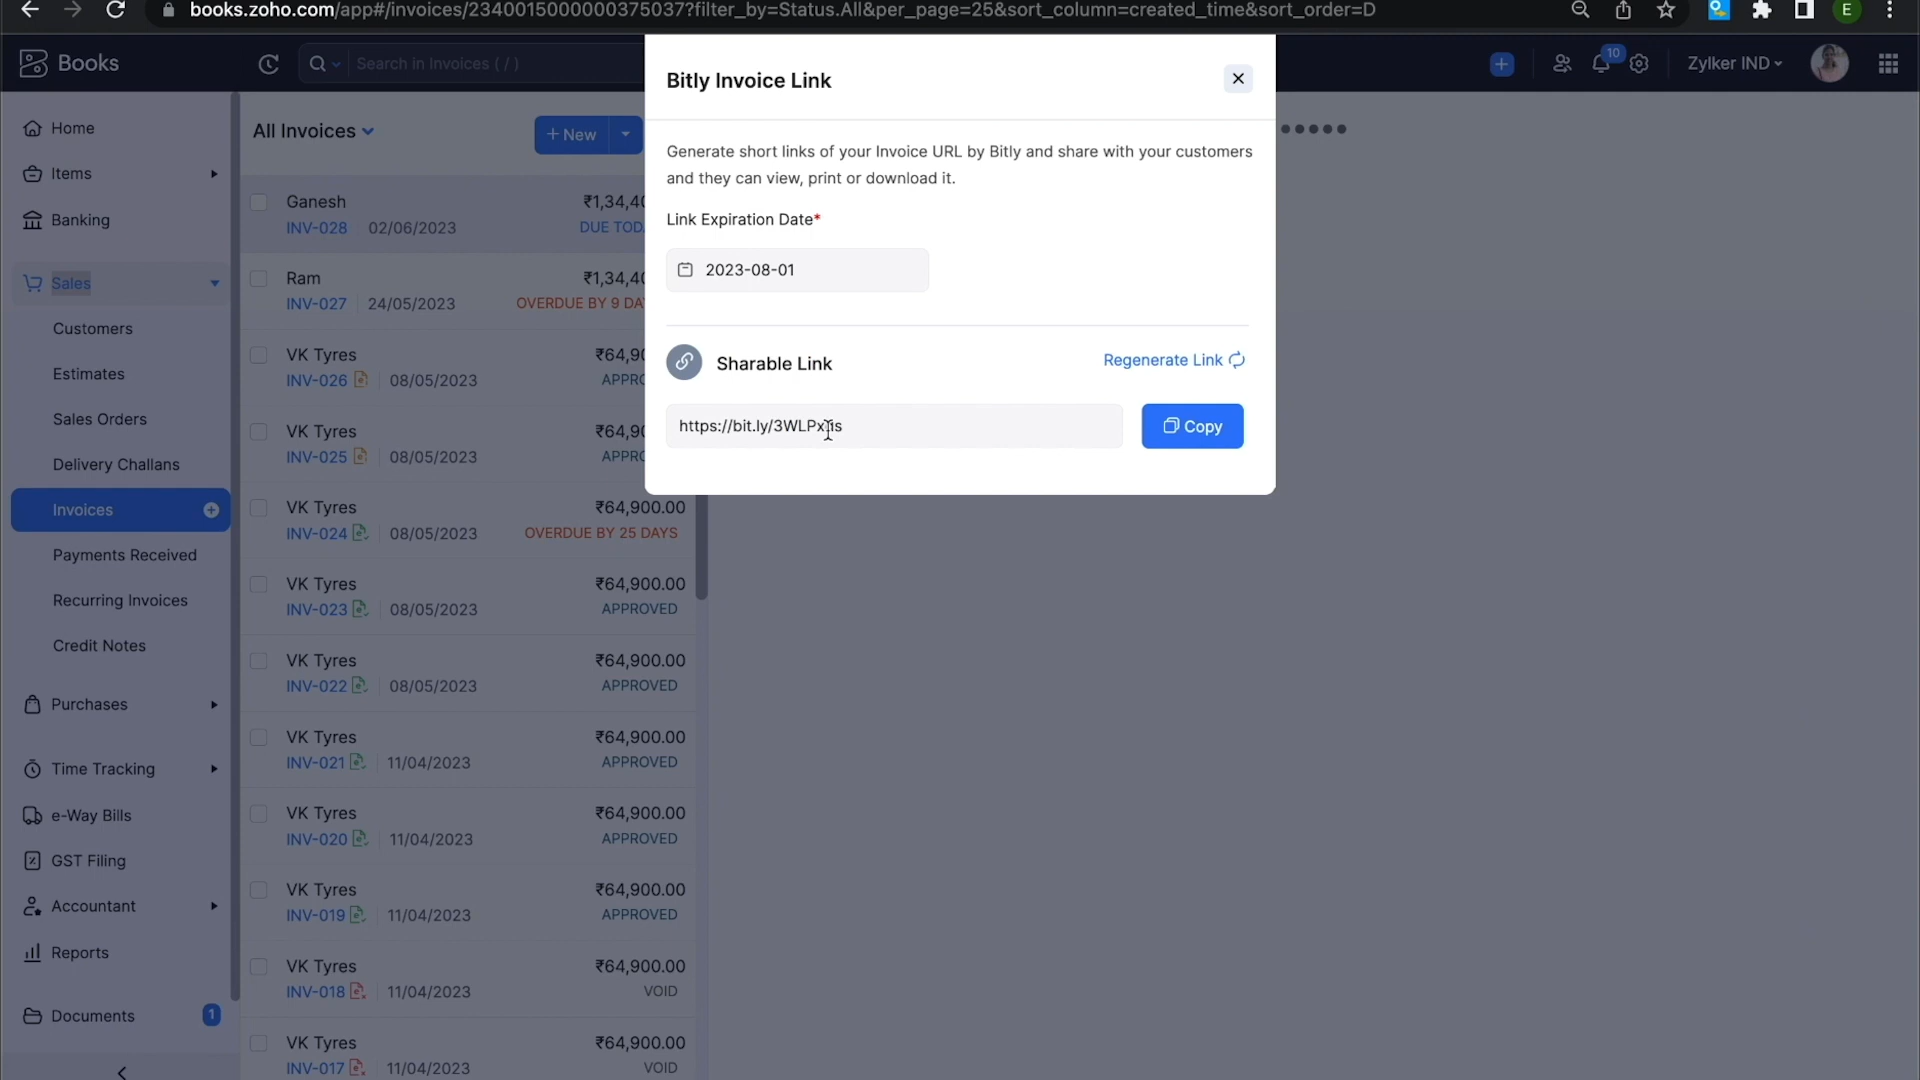 books.zoho.com/app#/invoices/2340015000000375037?filter_by=Status.All&per_page=25&sort_column=created_time&sort_order=D
E
Books
Search in Invoices ( / )
10
Zylker IND
Home
Items
Banking
Sales
Customers
Estimates
Sales Orders
Delivery Challans
Invoices
Payments Received
Recurring Invoices
Credit Notes
Purchases
Time Tracking
e-Way Bills
GST Filing
Accountant
Reports
Documents 1
All Invoices
+ New
Ganesh ₹1,34,40
INV-028 02/06/2023 DUE TODA
Ram ₹1,34,40
INV-027 24/05/2023 OVERDUE BY 9 DA
VK Tyres ₹64,90
INV-026 08/05/2023 APPRO
VK Tyres ₹64,90
INV-025 08/05/2023 APPRO
VK Tyres ₹64,900.00
INV-024 08/05/2023 OVERDUE BY 25 DAYS
VK Tyres ₹64,900.00
INV-023 08/05/2023 APPROVED
VK Tyres ₹64,900.00
INV-022 08/05/2023 APPROVED
VK Tyres ₹64,900.00
INV-021 11/04/2023 APPROVED
VK Tyres ₹64,900.00
INV-020 11/04/2023 APPROVED
VK Tyres ₹64,900.00
INV-019 11/04/2023 APPROVED
VK Tyres ₹64,900.00
INV-018 11/04/2023 VOID
VK Tyres ₹64,900.00
INV-017 11/04/2023 VOID
Bitly Invoice Link
Generate short links of your Invoice URL by Bitly and share with your customers
and they can view, print or download it.
Link Expiration Date*
2023-08-01
Sharable Link
Regenerate Link
Copy